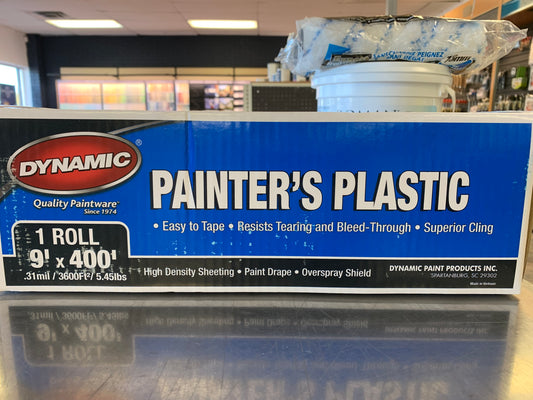 PEIGNEZ
DYNAMIC®
Quality Paintware™
Since 1974
PAINTER'S PLASTIC
• Easy to Tape • Resists Tearing and Bleed-Through • Superior Cling
1 ROLL
9' x 400'
.31mil / 3600Ft² / 5.45lbs
High Density Sheeting • Paint Drape • Overspray Shield
DYNAMIC PAINT PRODUCTS INC.
SPARTANBURG, SC 29302
Made in Vietnam